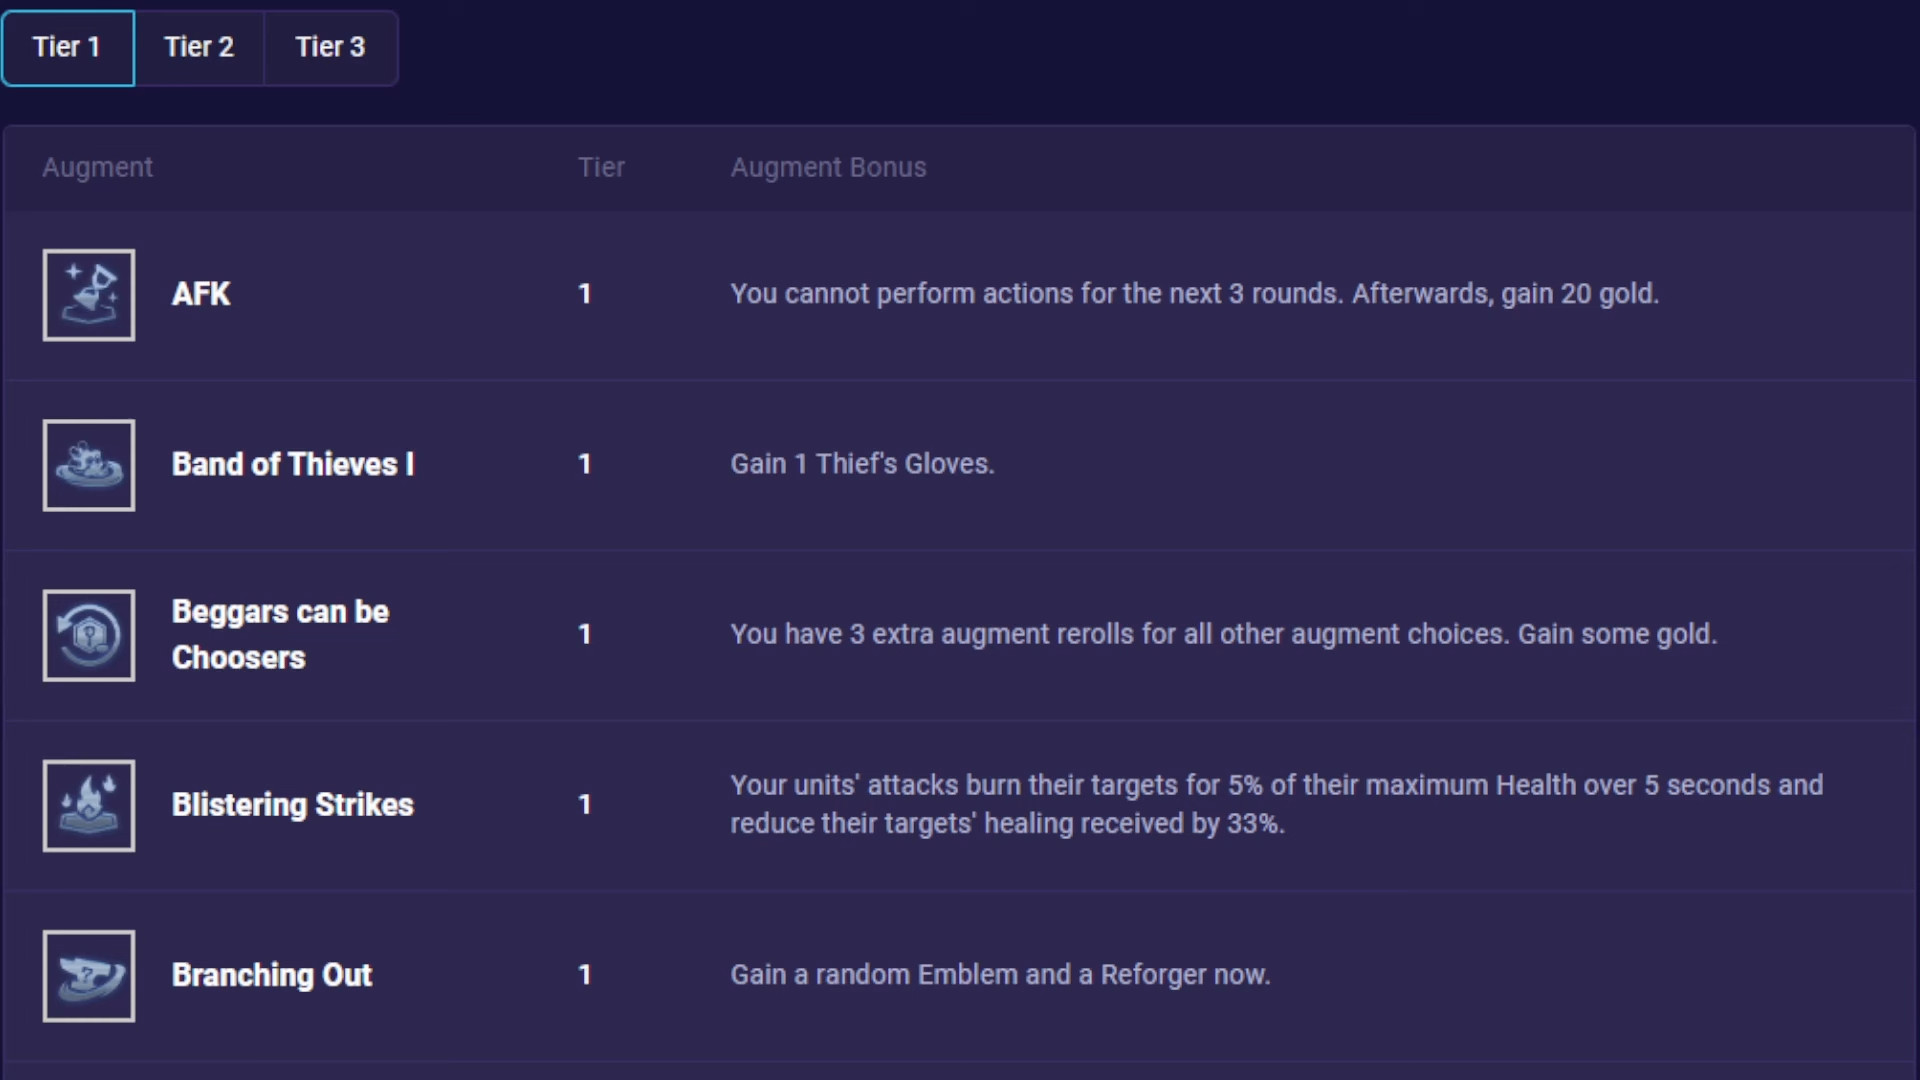 Tier 1 Tier 2 Tier 3
Augment Tier Augment Bonus
AFK 1 You cannot perform actions for the next 3 rounds. Afterwards, gain 20 gold.
Band of Thieves I 1 Gain 1 Thief's Gloves.
Beggars can be
Choosers
1 You have 3 extra augment rerolls for all other augment choices. Gain some gold.
Blistering Strikes 1
Your units' attacks burn their targets for 5% of their maximum Health over 5 seconds and
reduce their targets' healing received by 33%.
Branching Out 1 Gain a random Emblem and a Reforger now.